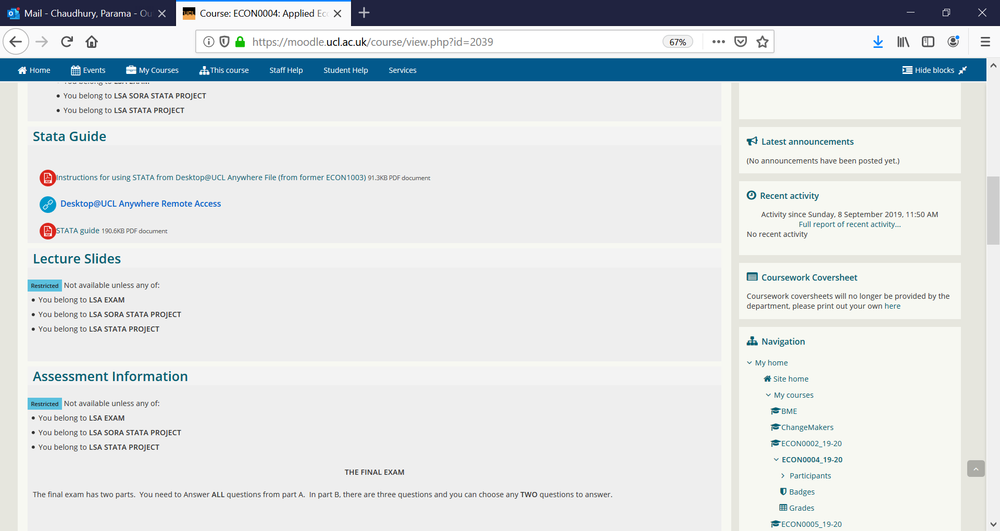 Mail - Chaudhury, Parama - Ou
Course: ECON0004: Applied Ec
https://moodle.ucl.ac.uk/course/view.php?id=2039
67%
Home
Events
My Courses
This course
Staff Help
Student Help
Services
Hide blocks
You belong to LSA EXAM
You belong to LSA SORA STATA PROJECT
You belong to LSA STATA PROJECT
Stata Guide
Instructions for using STATA from Desktop@UCL Anywhere File (from former ECON1003) 91.3KB PDF document
Desktop@UCL Anywhere Remote Access
STATA guide 190.6KB PDF document
Lecture Slides
Restricted Not available unless any of:
You belong to LSA EXAM
You belong to LSA SORA STATA PROJECT
You belong to LSA STATA PROJECT
Assessment Information
Restricted Not available unless any of:
You belong to LSA EXAM
You belong to LSA SORA STATA PROJECT
You belong to LSA STATA PROJECT
THE FINAL EXAM
The final exam has two parts.  You need to Answer ALL questions from part A.  In part B, there are three questions and you can choose any TWO questions to answer.
Latest announcements
(No announcements have been posted yet.)
Recent activity
Activity since Sunday, 8 September 2019, 11:50 AM
Full report of recent activity...
No recent activity
Coursework Coversheet
Coursework coversheets will no longer be provided by the
department, please print out your own here
Navigation
My home
Site home
My courses
BME
ChangeMakers
ECON0002_19-20
ECON0004_19-20
Participants
Badges
Grades
ECON0005_19-20